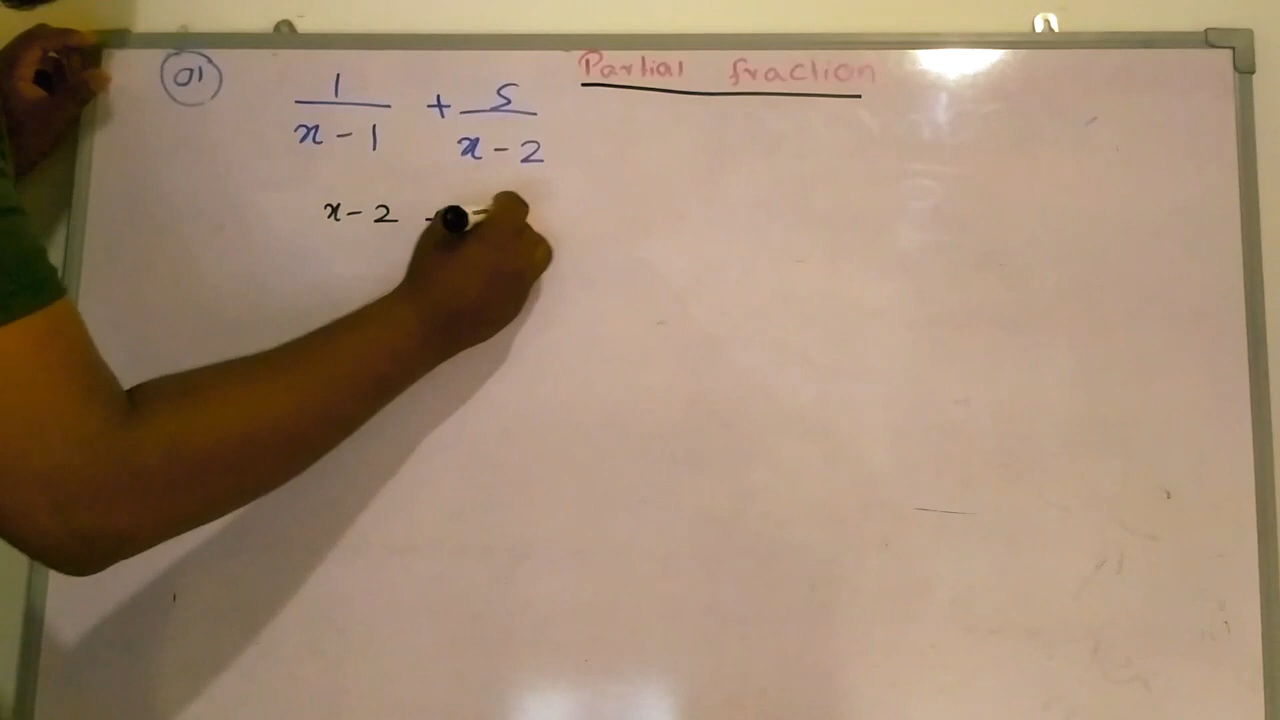 Partial fraction
01
1/(x-1) + 5/(x-2)
x-2